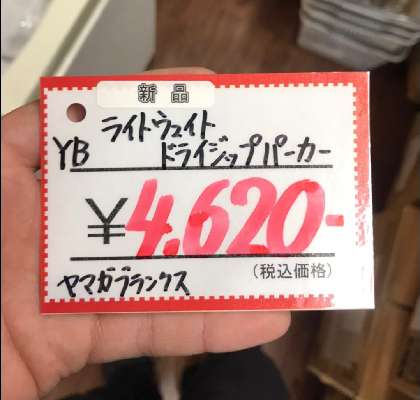 新品
ライトウェイト
YB ドライジップパーカー
¥4,620-
(税込価格)
ヤマガブランクス